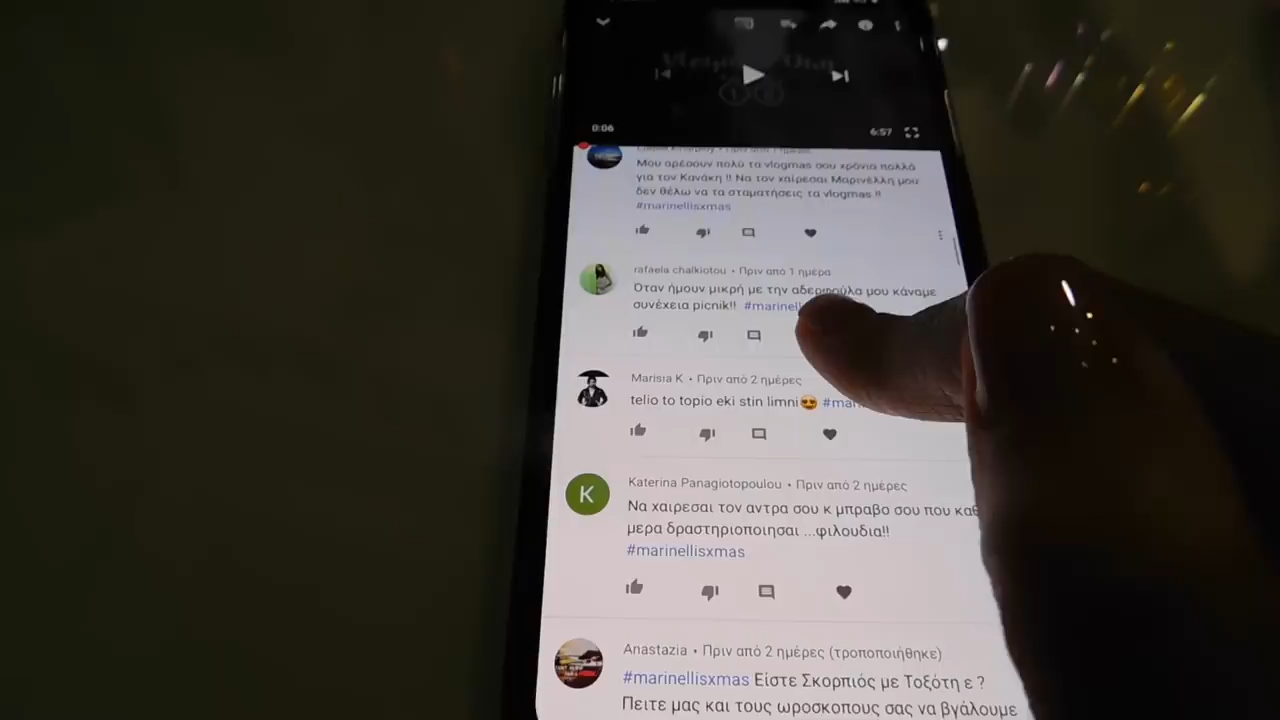 0:06
6:57
Μου αρέσουν πολύ τα vlogmas σου χρόνια πολλά
για τον Κανάκη !! Να τον χαίρεσαι Μαρινέλλη μου
δεν θέλω να τα σταματήσεις τα vlogmas !!
#marinellisxmas
rafaela chalkiotou • Πριν από 1 ημέρα
Όταν ήμουν μικρή με την αδερφούλα μου κάναμε
συνέχεια picnik!! #marinell
Marisia K • Πριν από 2 ημέρες
telio to topio eki stin limni😍 #mari
K
Katerina Panagiotopoulou • Πριν από 2 ημέρες
Να χαιρεσαι τον αντρα σου κ μπραβο σου που καθ
μερα δραστηριοποιησαι ...φιλουδια!!
#marinellisxmas
Anastazia • Πριν από 2 ημέρες (τροποποιήθηκε)
#marinellisxmas Είστε Σκορπιός με Τοξότη ε ?
Πειτε μας και τους ωροσκοπους σας να βγάλουμε